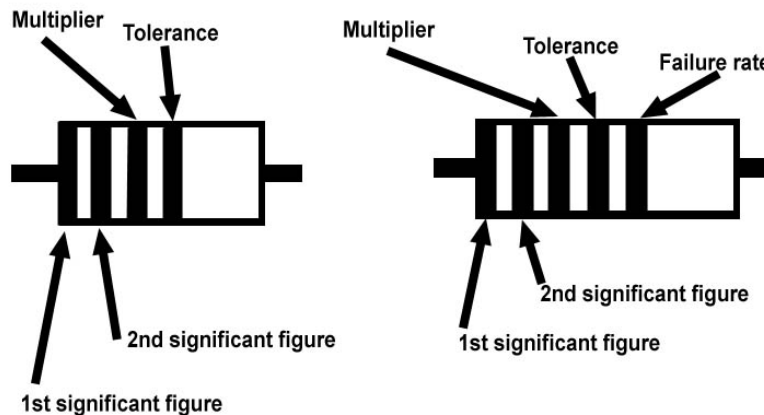 Multiplier
Tolerance
2nd significant figure
1st significant figure
Multiplier
Tolerance
Failure rate
2nd significant figure
1st significant figure